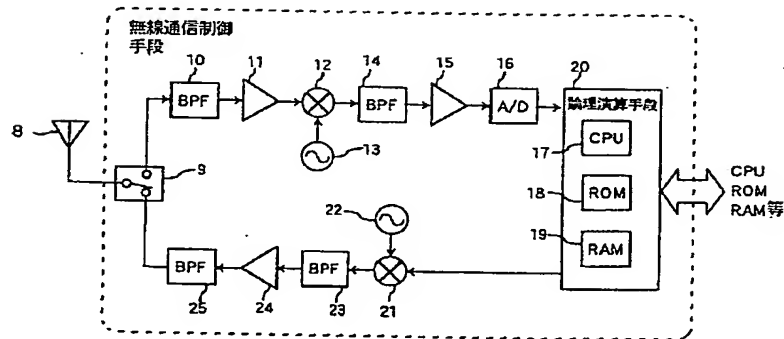 無線通信制御
手段
10
11
12
14
15
16
20
BPF
BPF
A/D
論理演算手段
8
13
17
CPU
9
18
ROM
CPU
ROM
RAM等
22
19
RAM
BPF
BPF
25
24
23
21